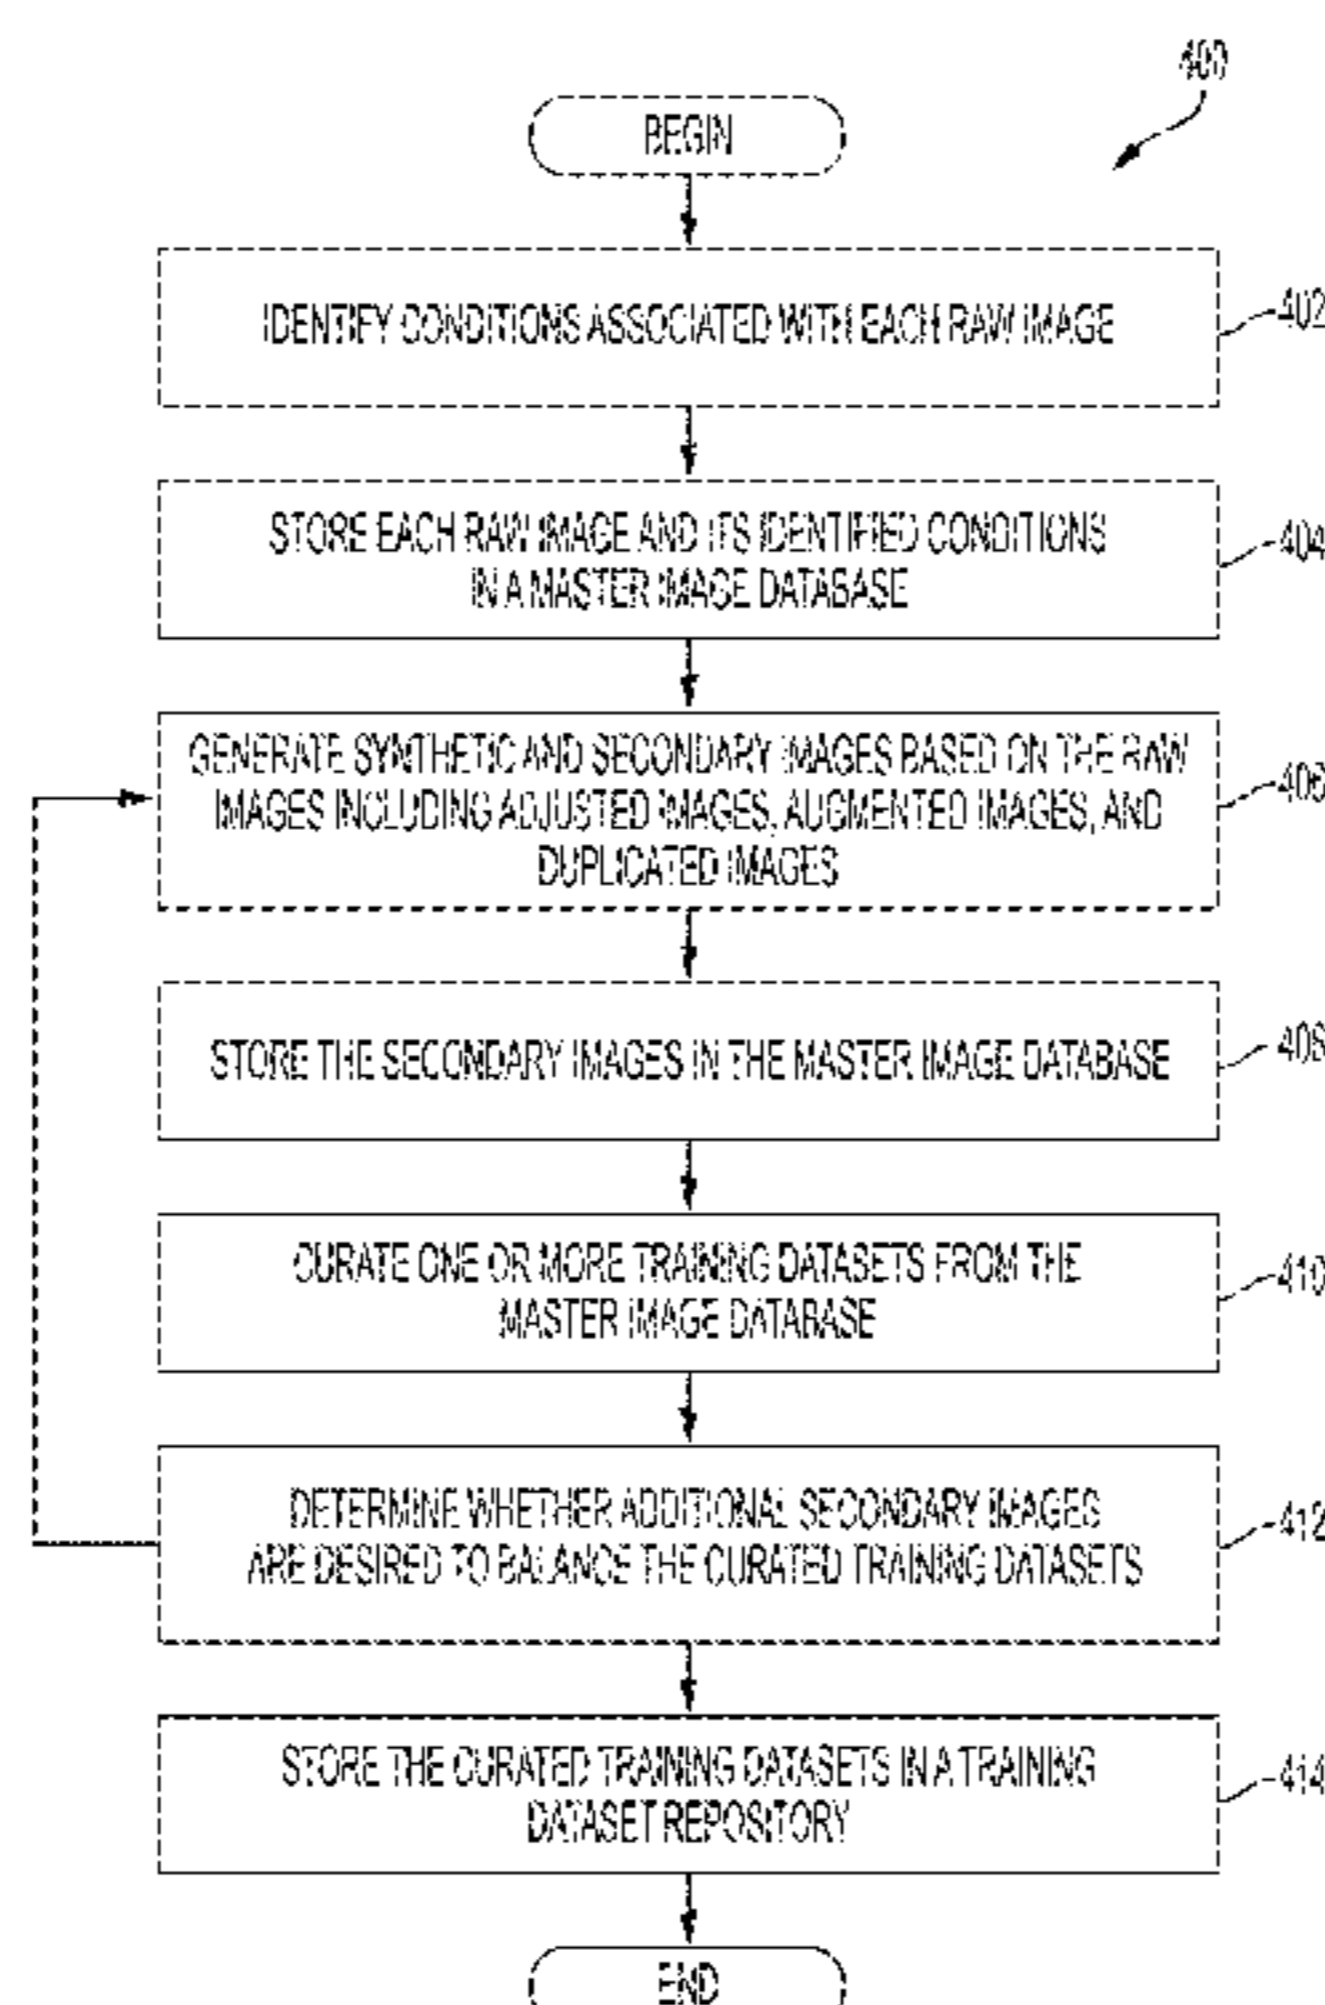 400
BEGIN
IDENTIFY CONDITIONS ASSOCIATED WITH EACH RAW IMAGE
402
STORE EACH RAW IMAGE AND ITS IDENTIFIED CONDITIONS
IN A MASTER IMAGE DATABASE
404
GENERATE SYNTHETIC AND SECONDARY IMAGES BASED ON THE RAW
IMAGES INCLUDING ADJUSTED IMAGES, AUGMENTED IMAGES, AND
DUPLICATED IMAGES
406
STORE THE SECONDARY IMAGES IN THE MASTER IMAGE DATABASE
408
CURATE ONE OR MORE TRAINING DATASETS FROM THE
MASTER IMAGE DATABASE
410
DETERMINE WHETHER ADDITIONAL SECONDARY IMAGES
ARE DESIRED TO BALANCE THE CURATED TRAINING DATASETS
412
STORE THE CURATED TRAINING DATASETS IN A TRAINING
DATASET REPOSITORY
414
END